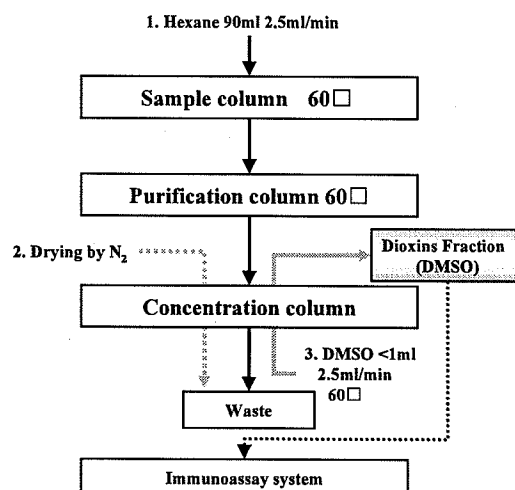 1. Hexane 90ml 2.5ml/min
Sample column 60□
Purification column 60□
2. Drying by N₂
Dioxins Fraction
(DMSO)
Concentration column
3. DMSO <1ml
2.5ml/min
60□
Waste
Immunoassay system